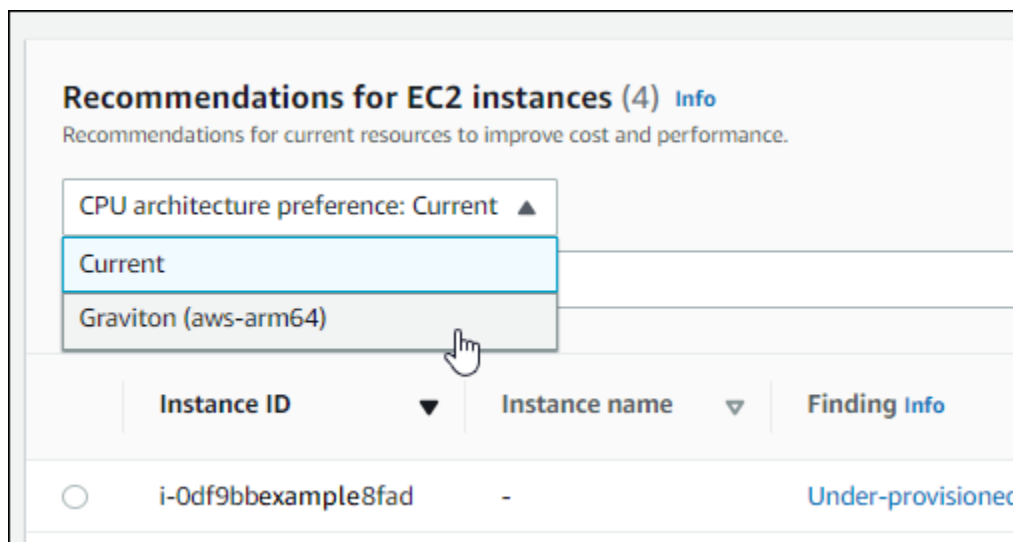 Recommendations for EC2 instances (4) Info
Recommendations for current resources to improve cost and performance.
CPU architecture preference: Current
Current
Graviton (aws-arm64)
Instance ID Instance name Finding Info
i-0df9bbexample8fad - Under-provisioned